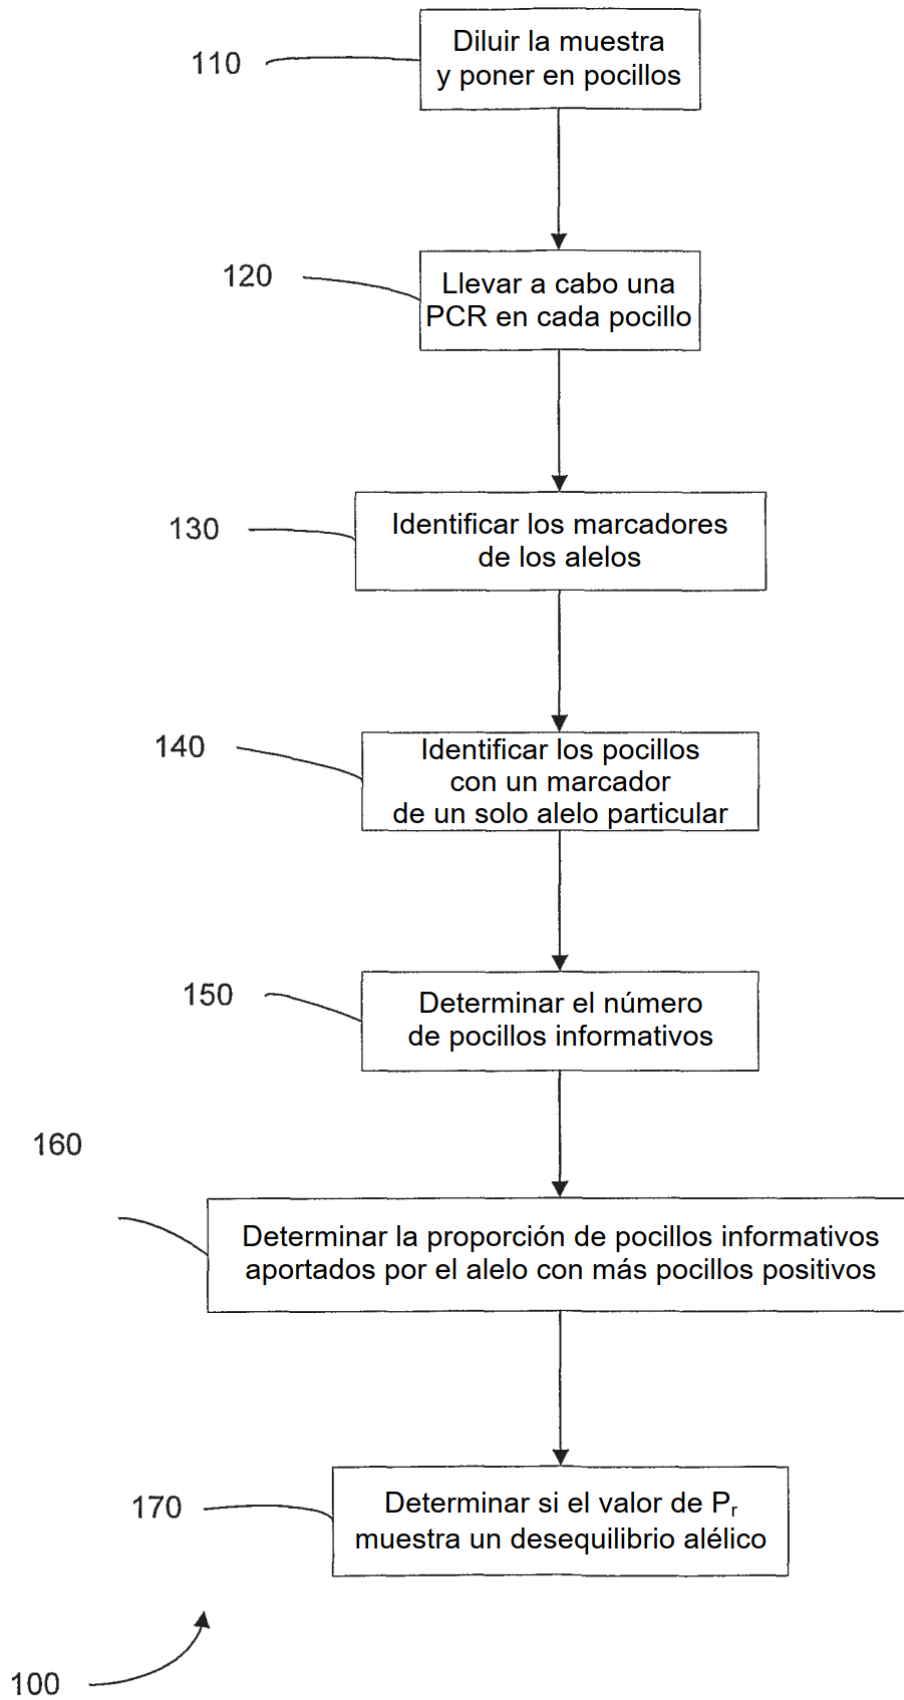 110
Diluir la muestra
y poner en pocillos
120
Llevar a cabo una
PCR en cada pocillo
130
Identificar los marcadores
de los alelos
140
Identificar los pocillos
con un marcador
de un solo alelo particular
150
Determinar el número
de pocillos informativos
160
Determinar la proporción de pocillos informativos
aportados por el alelo con más pocillos positivos
170
Determinar si el valor de Pr
muestra un desequilibrio alélico
100